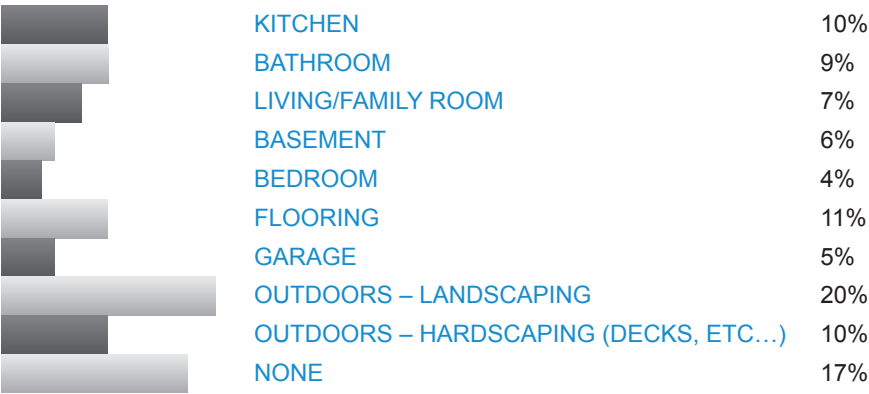 KITCHEN 10%
BATHROOM 9%
LIVING/FAMILY ROOM 7%
BASEMENT 6%
BEDROOM 4%
FLOORING 11%
GARAGE 5%
OUTDOORS – LANDSCAPING 20%
OUTDOORS – HARDSCAPING (DECKS, ETC…) 10%
NONE 17%